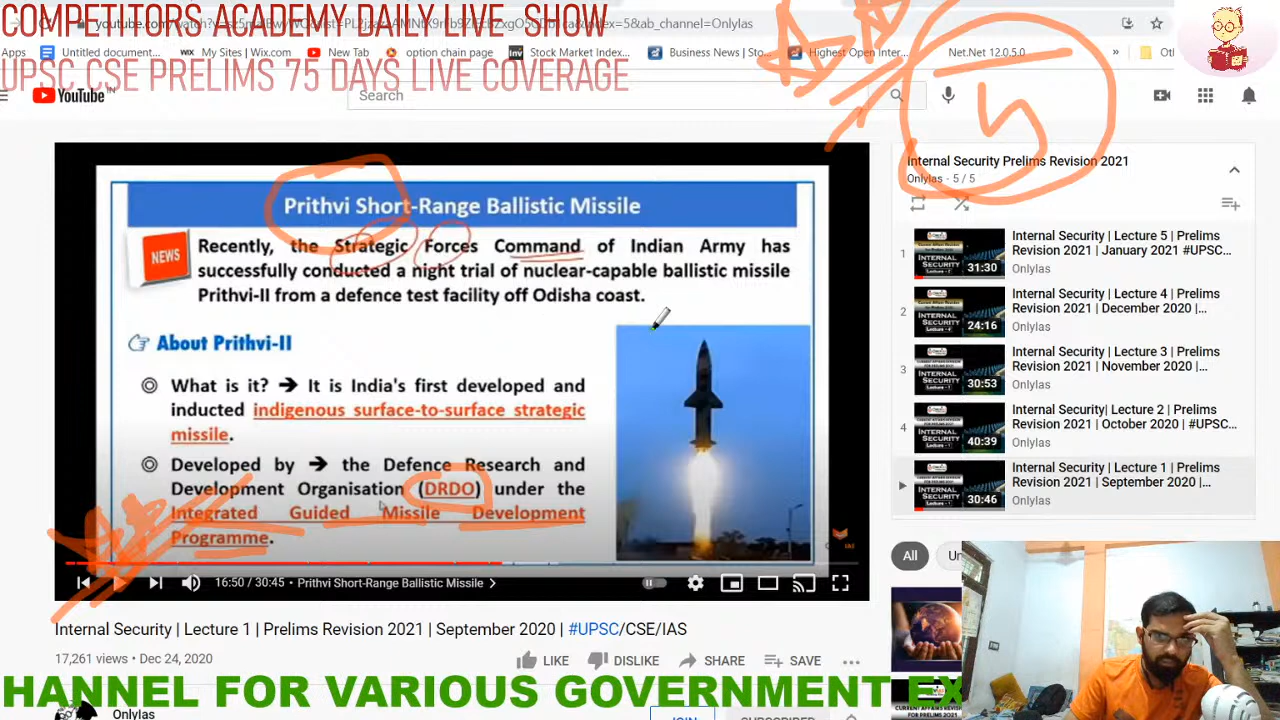 COMPETITORS ACADEMY DAILY LIVE SHOW
Apps Untitled document... My Sites | Wix.com New Tab option chain page Stock Market Index... Business News | Sto... Highest Open Inter... Net.Net 12.0.5.0 »
UPSC CSE PRELIMS 75 DAYS LIVE COVERAGE
YouTube IN
Search
Prithvi Short-Range Ballistic Missile
NEWS
Recently, the Strategic Forces Command of Indian Army has
successfully conducted a night trial of nuclear-capable ballistic missile
Prithvi-II from a defence test facility off Odisha coast.
About Prithvi-II
What is it? ➔ It is India's first developed and
inducted indigenous surface-to-surface strategic
missile.
Developed by ➔ the Defence Research and
Development Organisation (DRDO) under the
Integrated Guided Missile Development
Programme.
16:50 / 30:45 • Prithvi Short-Range Ballistic Missile
Internal Security | Lecture 1 | Prelims Revision 2021 | September 2020 | #UPSC/CSE/IAS
17,261 views • Dec 24, 2020
LIKE DISLIKE SHARE SAVE ...
OnlyIas
JOIN SUBSCRIBED
5
Internal Security Prelims Revision 2021
OnlyIas - 5 / 5
1
Internal Security | Lecture 5 | Prelims
Revision 2021 | January 2021 #UPSC...
OnlyIas
31:30
2
Internal Security | Lecture 4 | Prelims
Revision 2021 | December 2020 |...
OnlyIas
24:16
3
Internal Security | Lecture 3 | Prelims
Revision 2021 | November 2020 |...
OnlyIas
30:53
4
Internal Security| Lecture 2 | Prelims
Revision 2021 | October 2020 | #UPSC...
OnlyIas
40:39
Internal Security | Lecture 1 | Prelims
Revision 2021 | September 2020 |...
OnlyIas
30:46
All
HANNEL FOR VARIOUS GOVERNMENT EX